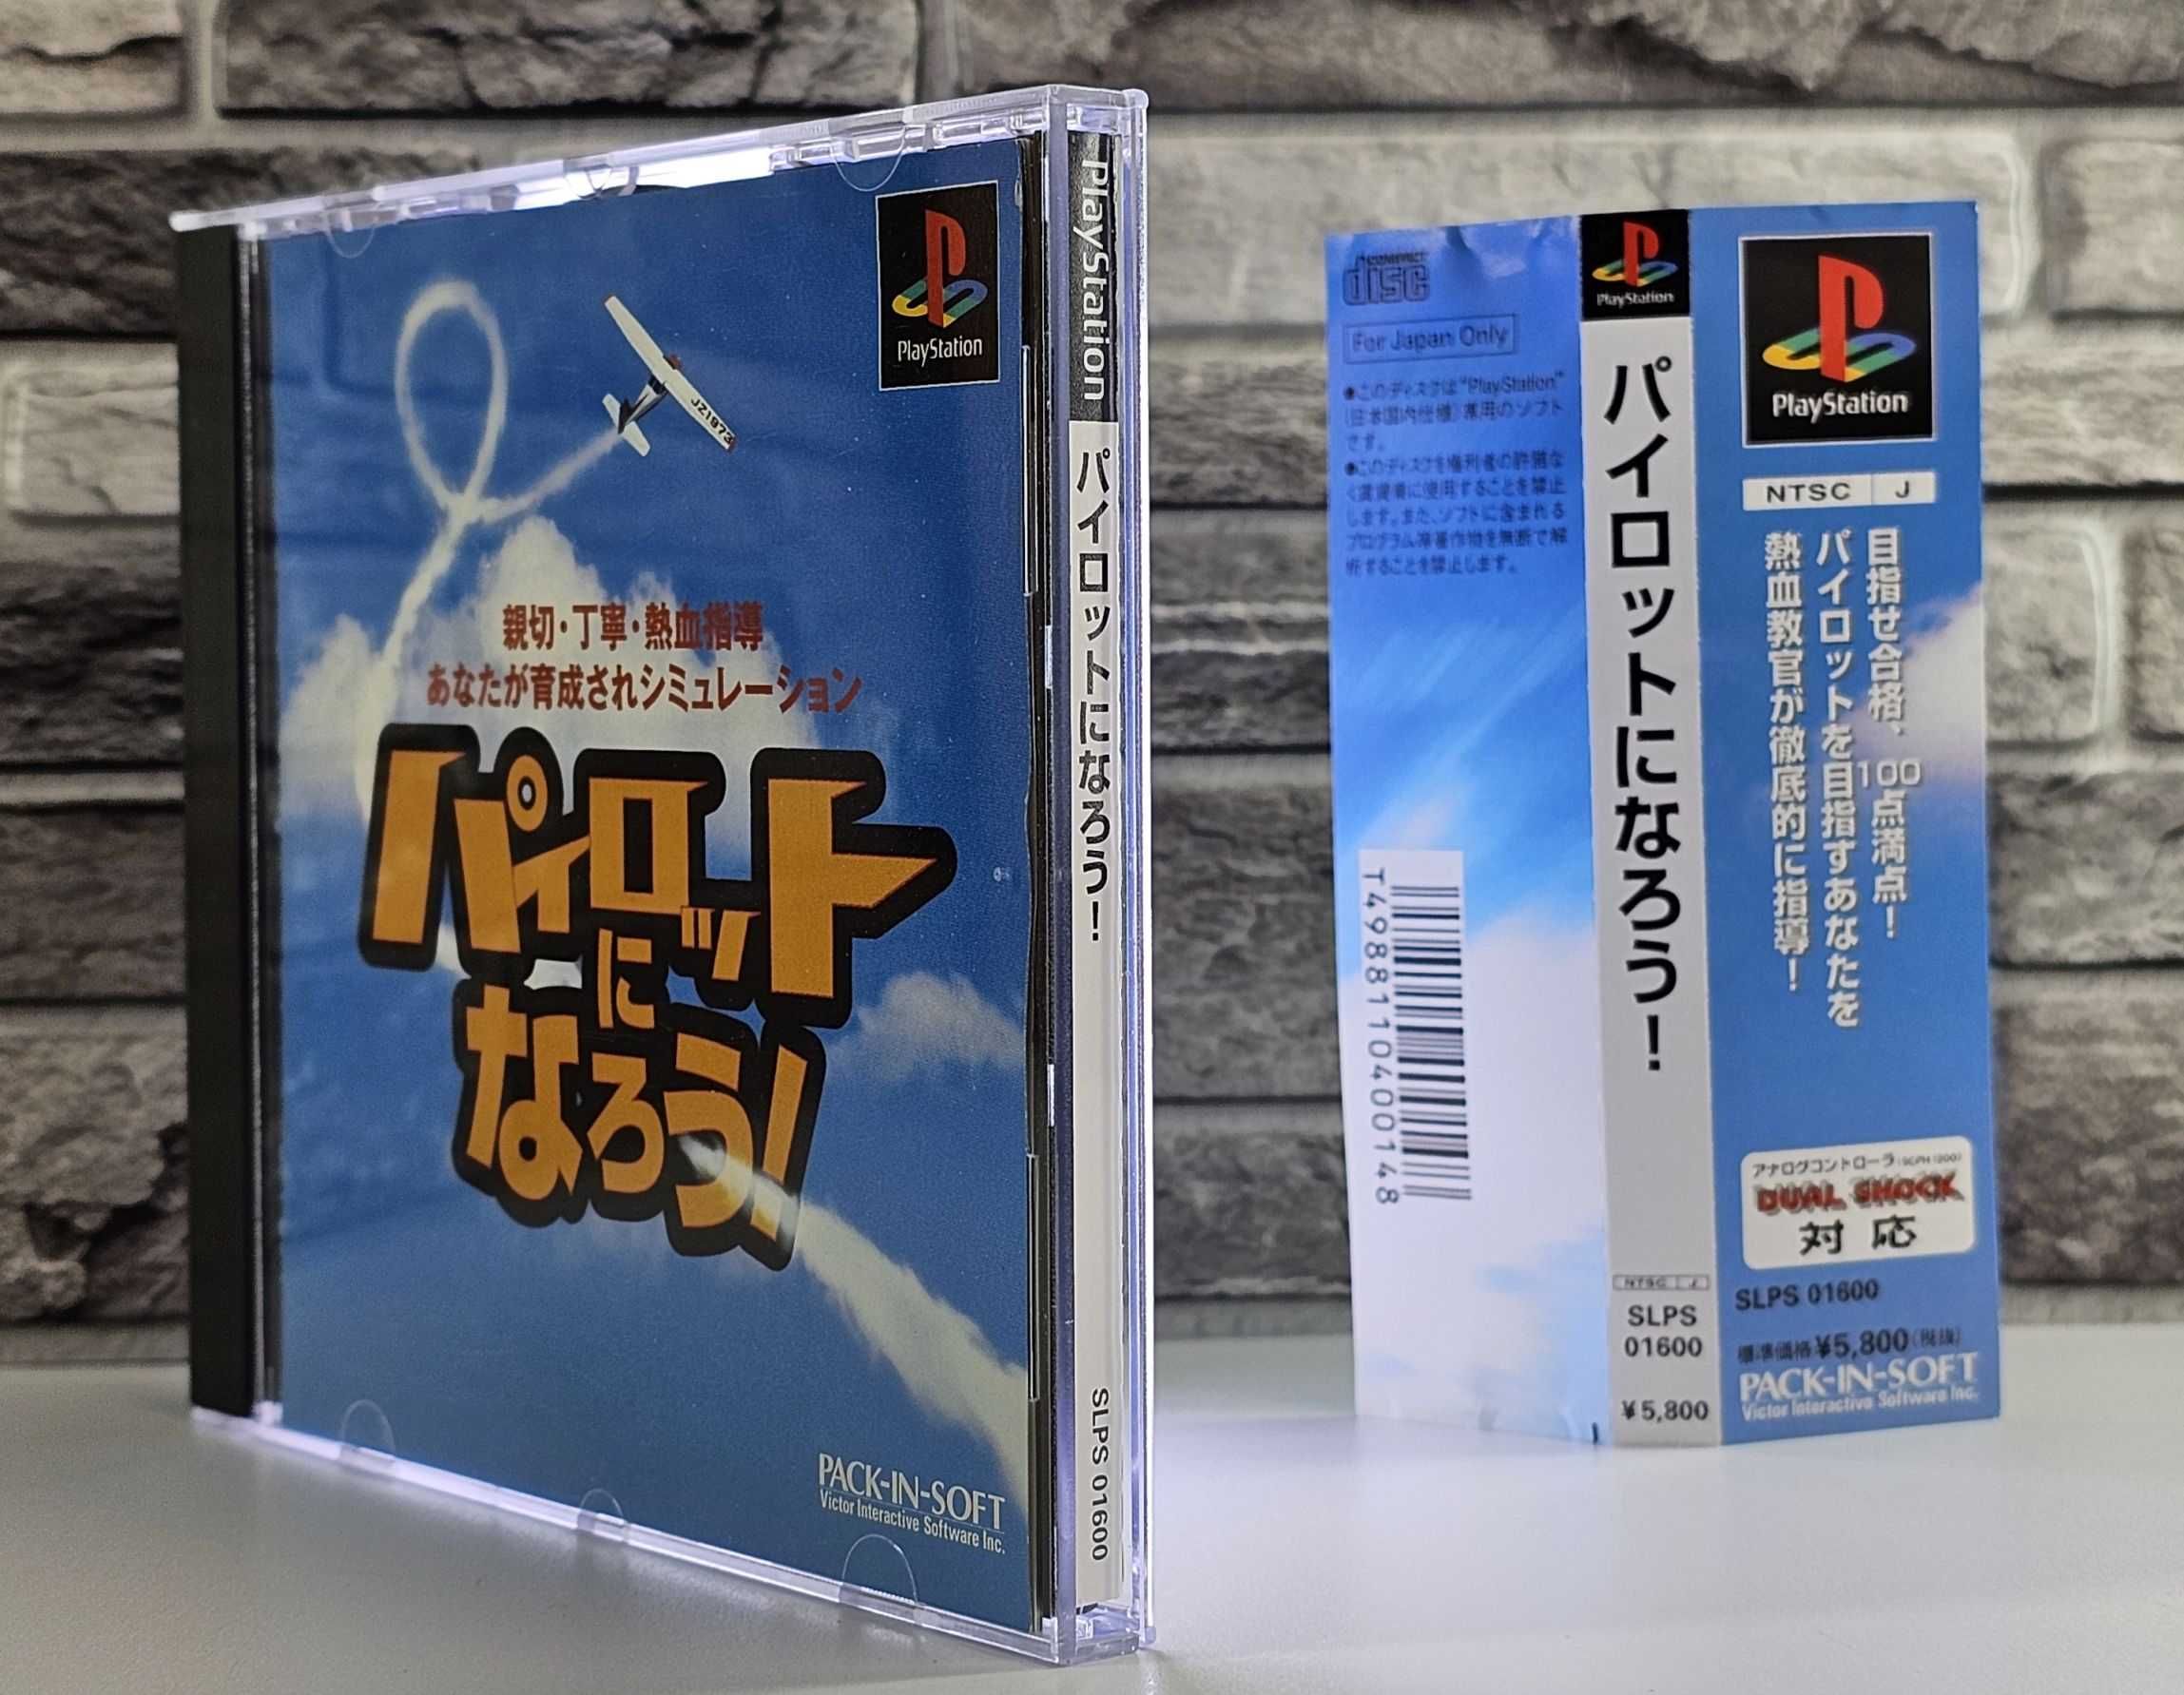 PlayStation
JZ1973
親切・丁寧・熱血指導
あなたが育成されシミュレーション
パイロット
に
なろう!
PACK-IN-SOFT
Victor Interactive Software Inc.
PlayStation
パイロットになろう!
SLPS 01600
COMPACT
disc
For Japan Only
●このディスクは"PlayStation"
(日本国内仕様)専用のソフト
です。
●このディスクを権利者の許諾な
く賃貸業に使用することを禁止
します。また、ソフトに含まれる
プログラム等著作物を無断で解
析することを禁止します。
T4988110400148
PlayStation
パイロットになろう!
NTSC J
SLPS
01600
¥5,800
PlayStation
NTSC J
目指せ合格、100点満点!
パイロットを目指すあなたを
熱血教官が徹底的に指導!
アナログコントローラ(SCPH1200)
DUAL SHOCK
対応
SLPS 01600
標準価格¥5,800(税抜)
PACK-IN-SOFT
Victor Interactive Software Inc.